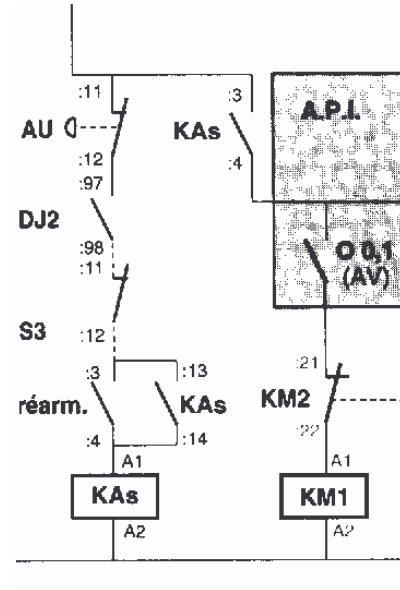 :11
:3
A.P.I.
AU
KAs
:12
:4
:97
DJ2
O 0,1
(AV)
:98
:11
S3
:12
:3
:13
:21
réarm.
KAs
KM2
:4
:14
:22
A1
A1
KAs
KM1
A2
A2